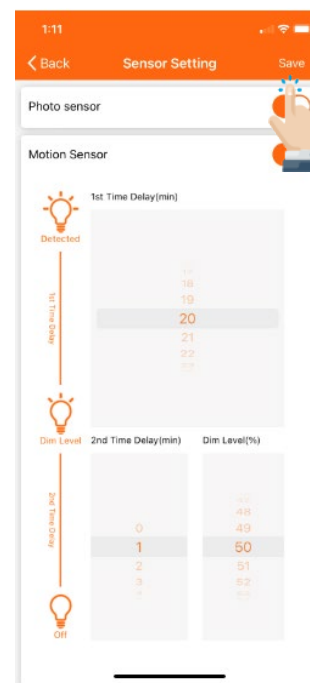 1:11
Back Sensor Setting Save
Photo sensor
Motion Sensor
1st Time Delay(min)
Detected
18
19
20
21
22
1st Time Delay
Dim Level
2nd Time Delay(min) Dim Level(%)
48
0 49
1 50
2 51
3 52
2nd Time Delay
Off